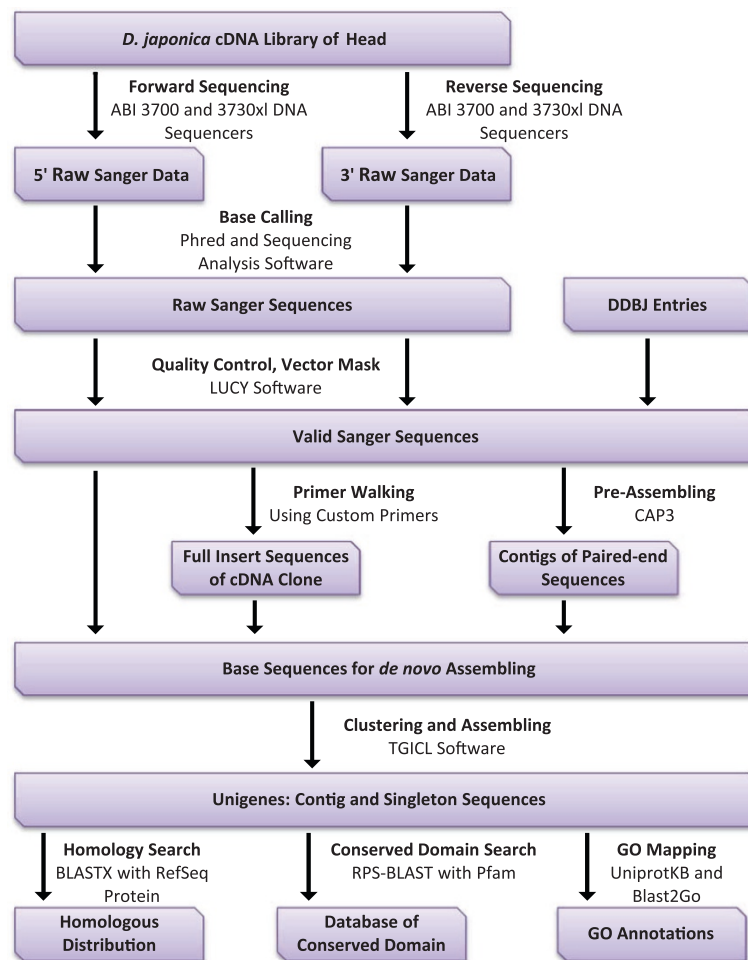 D. japonica cDNA Library of Head
Forward Sequencing
ABI 3700 and 3730xl DNA
Sequencers
Reverse Sequencing
ABI 3700 and 3730xl DNA
Sequencers
5' Raw Sanger Data
3' Raw Sanger Data
Base Calling
Phred and Sequencing
Analysis Software
Raw Sanger Sequences
DDBJ Entries
Quality Control, Vector Mask
LUCY Software
Valid Sanger Sequences
Primer Walking
Using Custom Primers
Pre-Assembling
CAP3
Full Insert Sequences
of cDNA Clone
Contigs of Paired-end
Sequences
Base Sequences for de novo Assembling
Clustering and Assembling
TGICL Software
Unigenes: Contig and Singleton Sequences
Homology Search
BLASTX with RefSeq
Protein
Conserved Domain Search
RPS-BLAST with Pfam
GO Mapping
UniprotKB and
Blast2Go
Homologous
Distribution
Database of
Conserved Domain
GO Annotations